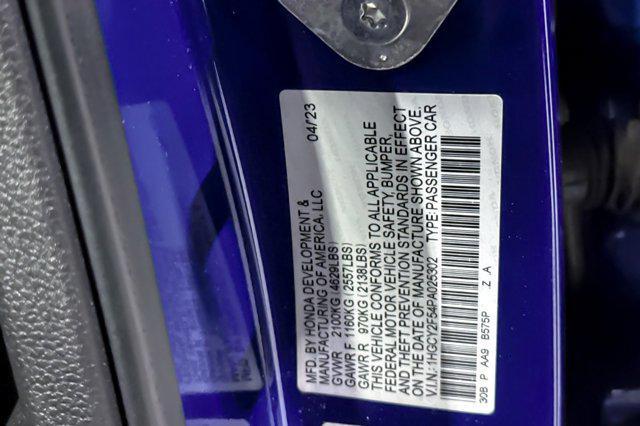 MFD. BY HONDA DEVELOPMENT & 04/23
MANUFACTURING OF AMERICA, LLC
GVWR 2100KG (4629LBS)
GAWR F 1160KG (2557LBS)
GAWR R 970KG (2138LBS)
THIS VEHICLE CONFORMS TO ALL APPLICABLE
FEDERAL MOTOR VEHICLE SAFETY, BUMPER,
AND THEFT PREVENTION STANDARDS IN EFFECT
ON THE DATE OF MANUFACTURE SHOWN ABOVE.
V.I.N.: 1HGCY2F54PA025302 TYPE: PASSENGER CAR
30B P AA9 B575P Z A